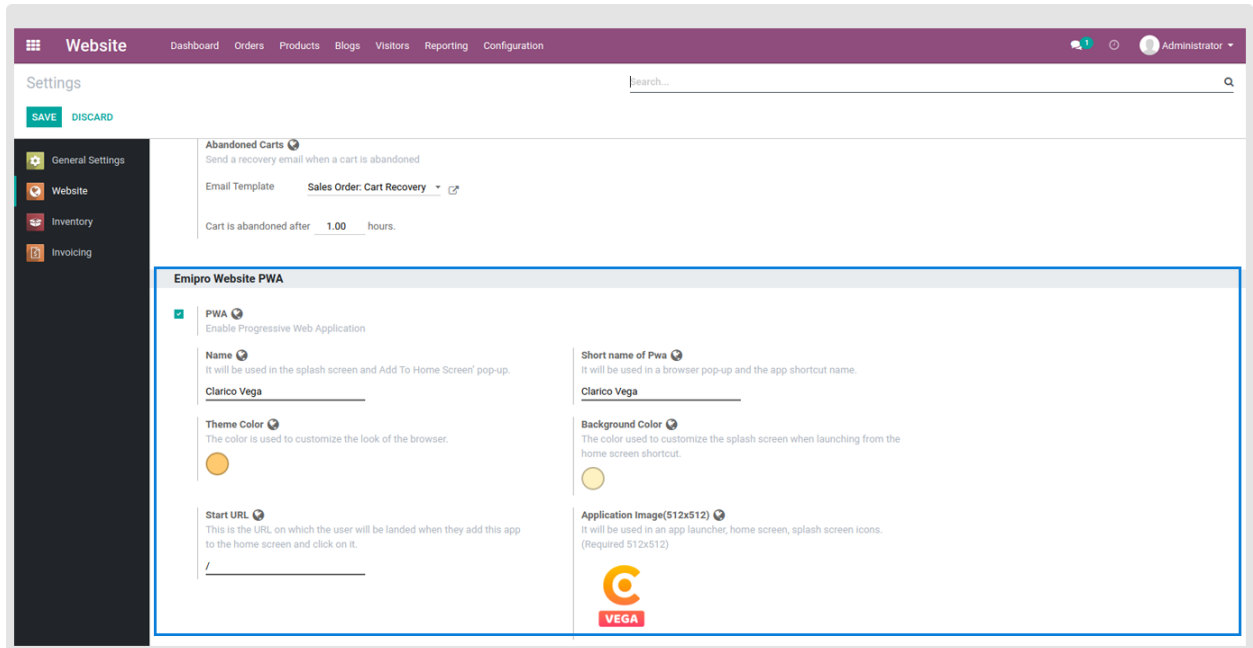 Website Dashboard Orders Products Blogs Visitors Reporting Configuration 1 Administrator
Settings Search...
SAVE DISCARD
General Settings
Website
Inventory
Invoicing
Abandoned Carts
Send a recovery email when a cart is abandoned
Email Template Sales Order: Cart Recovery
Cart is abandoned after 1.00 hours.
Emipro Website PWA
PWA
Enable Progressive Web Application
Name
It will be used in the splash screen and Add To Home Screen' pop-up.
Clarico Vega
Short name of Pwa
It will be used in a browser pop-up and the app shortcut name.
Clarico Vega
Theme Color
The color is used to customize the look of the browser.
Background Color
The color used to customize the splash screen when launching from the
home screen shortcut.
Start URL
This is the URL on which the user will be landed when they add this app
to the home screen and click on it.
/
Application Image(512x512)
It will be used in an app launcher, home screen, splash screen icons.
(Required 512x512)
VEGA